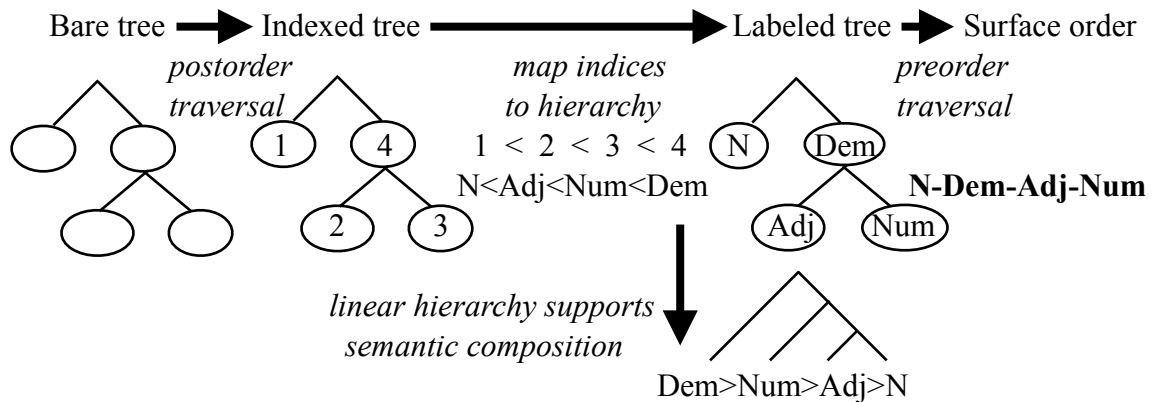 Bare tree Indexed tree Labeled tree Surface order
postorder traversal
map indices to hierarchy
preorder traversal
1 4
2 3
1 < 2 < 3 < 4
N<Adj<Num<Dem
N Dem
Adj Num
N-Dem-Adj-Num
linear hierarchy supports
semantic composition
Dem>Num>Adj>N